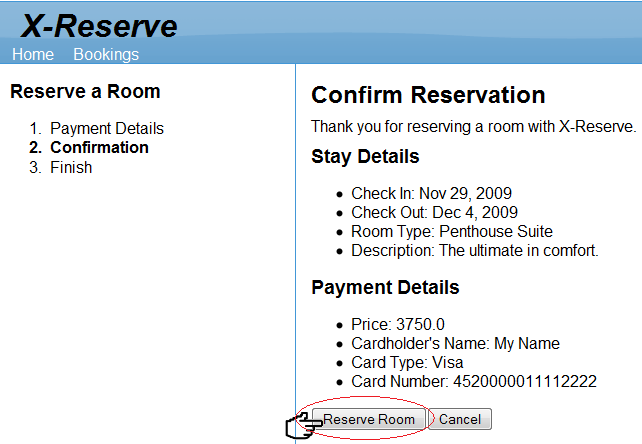 X-Reserve
Home Bookings
Reserve a Room
1. Payment Details
2. Confirmation
3. Finish
Confirm Reservation
Thank you for reserving a room with X-Reserve.
Stay Details
Check In: Nov 29, 2009
Check Out: Dec 4, 2009
Room Type: Penthouse Suite
Description: The ultimate in comfort.
Payment Details
Price: 3750.0
Cardholder's Name: My Name
Card Type: Visa
Card Number: 4520000011112222
Reserve Room Cancel